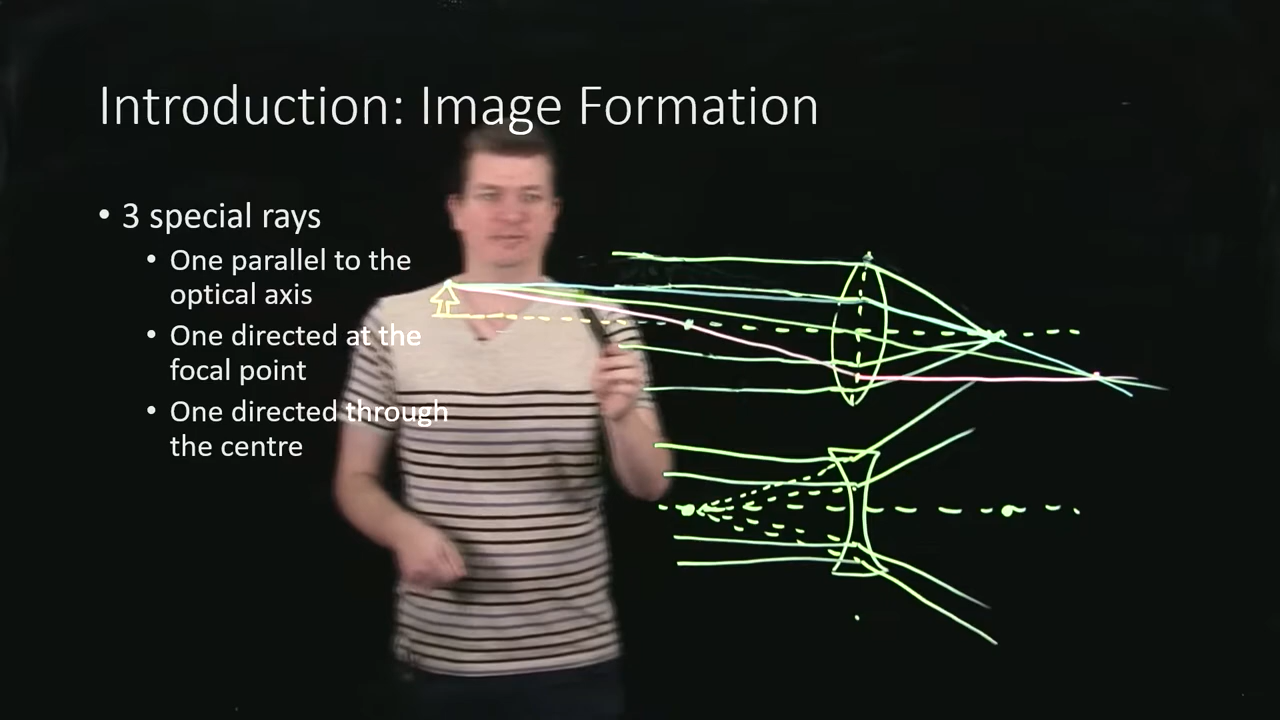 Introduction: Image Formation
• 3 special rays
• One parallel to the
optical axis
• One directed at the
focal point
• One directed through
the centre